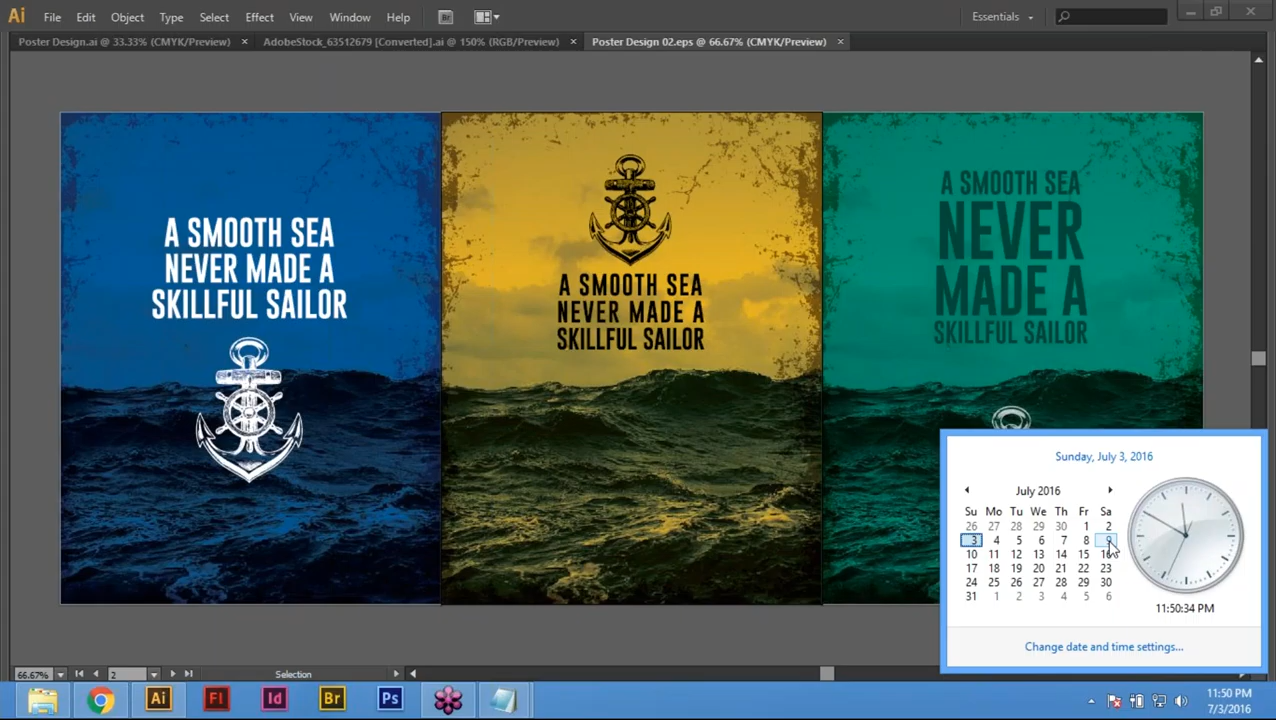 Ai File Edit Object Type Select Effect View Window Help Br Essentials
Poster Design.ai @ 33.33% (CMYK/Preview) × AdobeStock_63512679 [Converted].ai @ 150% (RGB/Preview) × Poster Design 02.eps @ 66.67% (CMYK/Preview) ×
A SMOOTH SEA
NEVER MADE A
SKILLFUL SAILOR
A SMOOTH SEA
NEVER MADE A
SKILLFUL SAILOR
A SMOOTH SEA
NEVER
MADE A
SKILLFUL SAILOR
Sunday, July 3, 2016
July 2016
Su Mo Tu We Th Fr Sa
26 27 28 29 30 1 2
3 4 5 6 7 8 9
10 11 12 13 14 15 16
17 18 19 20 21 22 23
24 25 26 27 28 29 30
31 1 2 3 4 5 6
11:50:34 PM
Change date and time settings...
66.67% 2 Selection
Ai Fl Id Br Ps
11:50 PM
7/3/2016